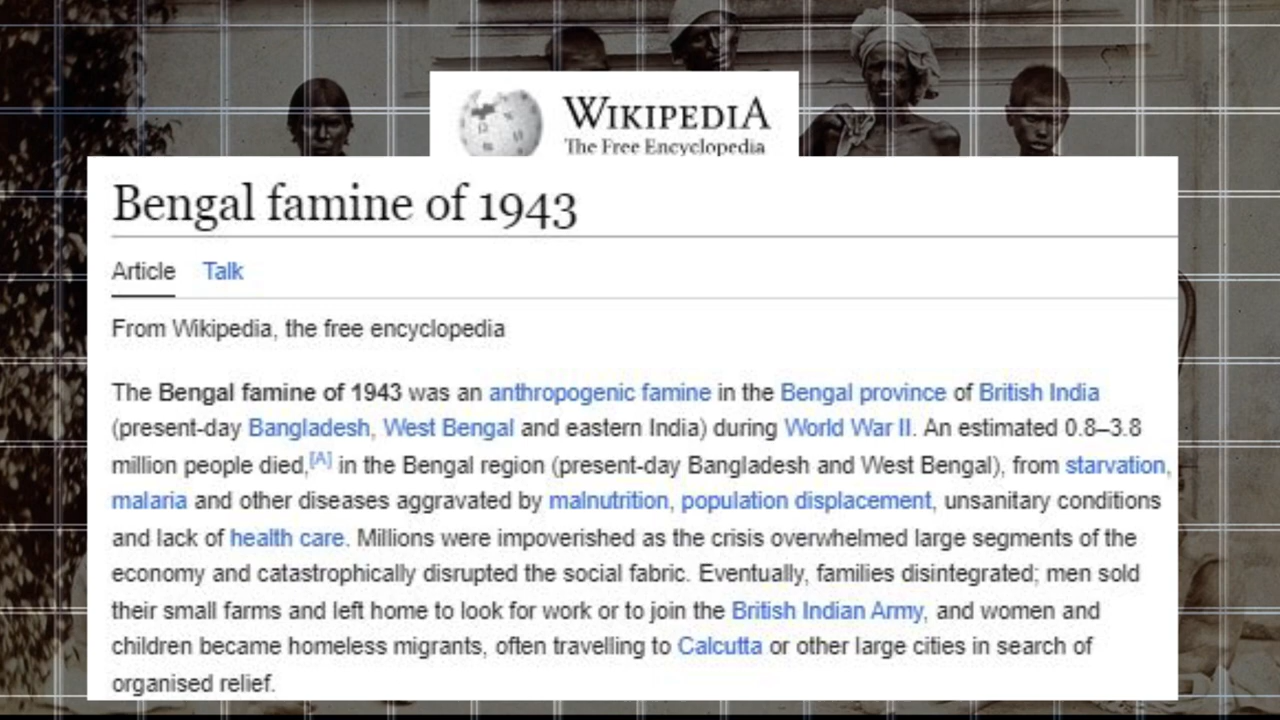 WIKIPEDIA
The Free Encyclopedia
Bengal famine of 1943
Article Talk
From Wikipedia, the free encyclopedia
The Bengal famine of 1943 was an anthropogenic famine in the Bengal province of British India
(present-day Bangladesh, West Bengal and eastern India) during World War II. An estimated 0.8–3.8
million people died,[A] in the Bengal region (present-day Bangladesh and West Bengal), from starvation,
malaria and other diseases aggravated by malnutrition, population displacement, unsanitary conditions
and lack of health care. Millions were impoverished as the crisis overwhelmed large segments of the
economy and catastrophically disrupted the social fabric. Eventually, families disintegrated; men sold
their small farms and left home to look for work or to join the British Indian Army, and women and
children became homeless migrants, often travelling to Calcutta or other large cities in search of
organised relief.